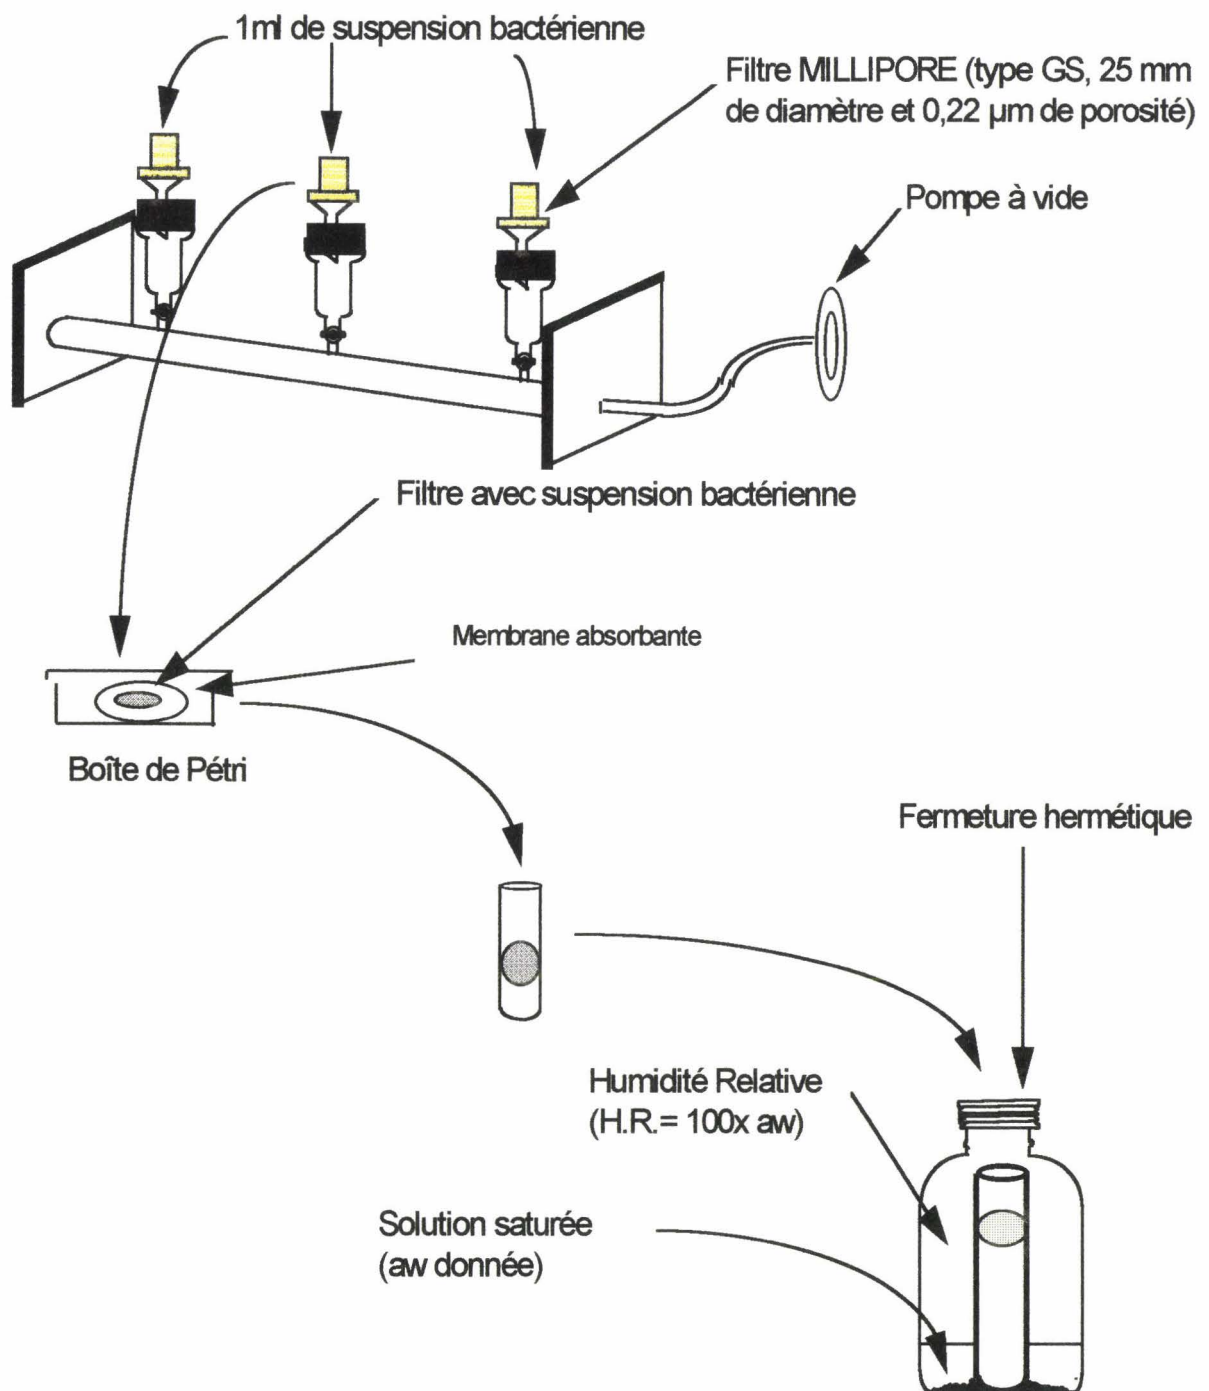 1ml de suspension bactérienne
Filtre MILLIPORE (type GS, 25 mm
de diamètre et 0,22 µm de porosité)
Pompe à vide
Filtre avec suspension bactérienne
Membrane absorbante
Boîte de Pétri
Fermeture hermétique
Humidité Relative
(H.R.= 100x aw)
Solution saturée
(aw donnée)